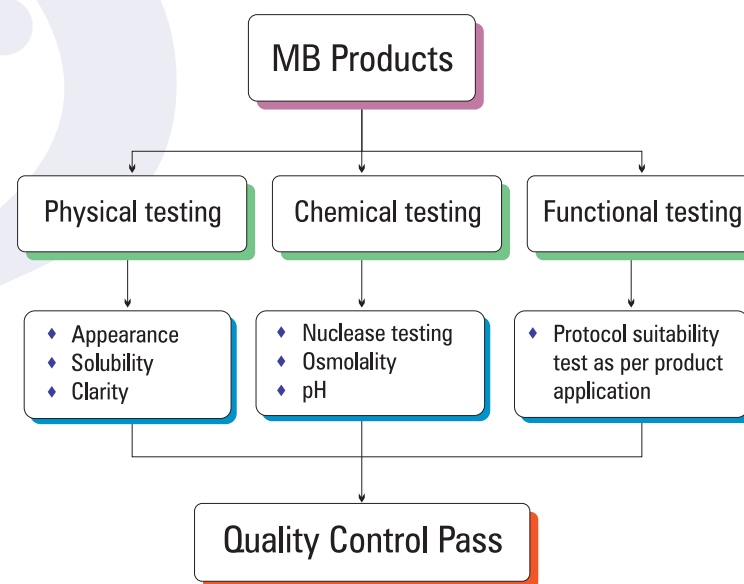 MB Products
Physical testing
Chemical testing
Functional testing
♦ Appearance
♦ Solubility
♦ Clarity
♦ Nuclease testing
♦ Osmolality
♦ pH
♦ Protocol suitability
test as per product
application
Quality Control Pass